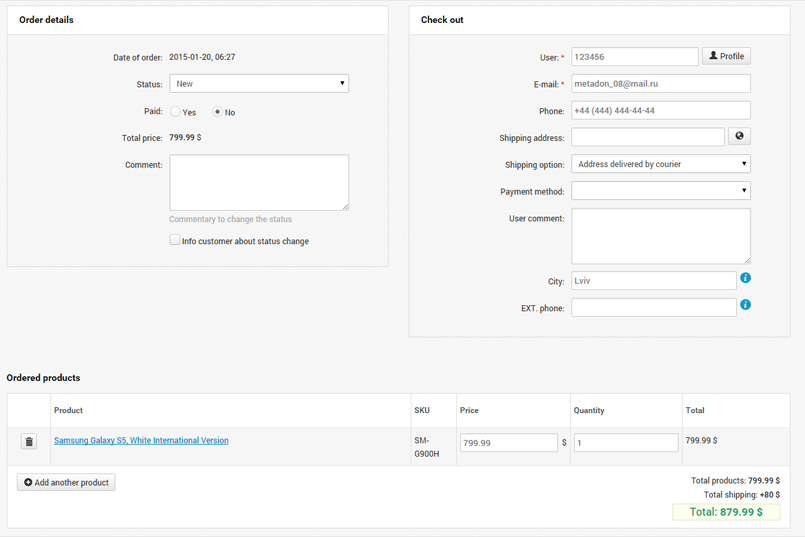 Order details
Date of order: 2015-01-20, 06:27
Status: New
Paid: Yes No
Total price: 799.99 $
Comment:
Commentary to change the status
Info customer about status change
Check out
User: * 123456 Profile
E-mail: * metadon_08@mail.ru
Phone: +44 (444) 444-44-44
Shipping address:
Shipping option: Address delivered by courier
Payment method:
User comment:
City: Lviv
EXT. phone:
Ordered products
Product SKU Price Quantity Total
Samsung Galaxy S5, White International Version SM- 799.99 $ 1 799.99 $
G900H
Add another product
Total products: 799.99 $
Total shipping: +80 $
Total: 879.99 $